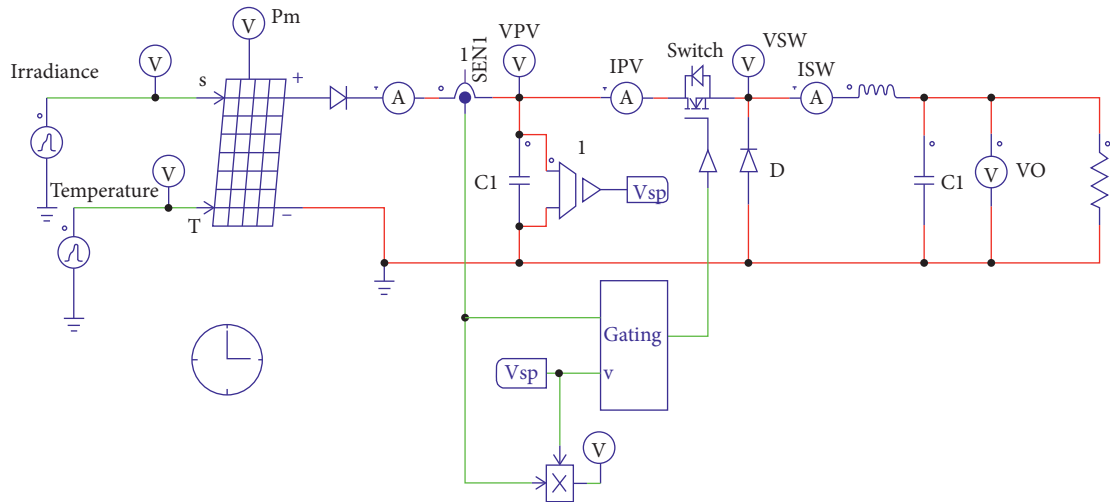 Pm
V
VPV
VSW
Irradiance
V
1
SEN1
V
IPV
Switch
V
ISW
s
+
A
A
A
Temperature
V
1
C1
Vsp
D
C1
V
VO
T
−
Gating
Vsp
v
V
X